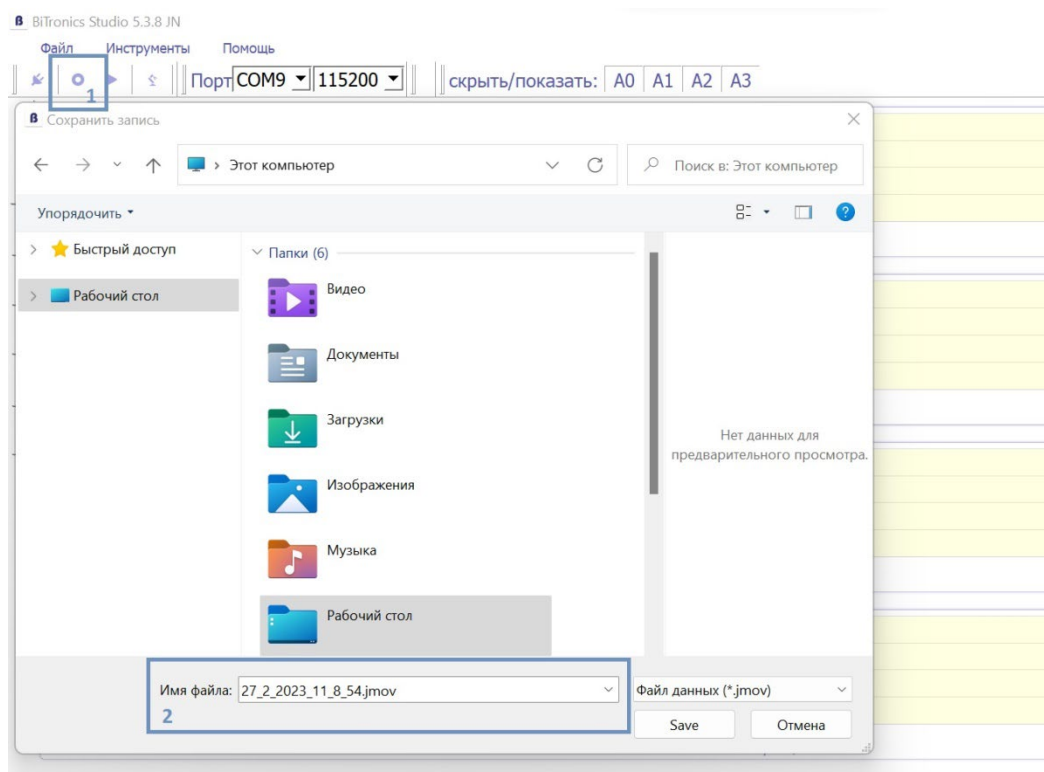 BiTronics Studio 5.3.8 JN
Файл Инструменты Помощь
1
Порт COM9 115200 скрыть/показать: A0 A1 A2 A3
Сохранить запись
Этот компьютер
Поиск в: Этот компьютер
Упорядочить
Быстрый доступ
Рабочий стол
Папки (6)
Видео
Документы
Загрузки
Изображения
Музыка
Рабочий стол
Нет данных для
предварительного просмотра.
Имя файла: 27_2_2023_11_8_54.jmov
Файл данных (*.jmov)
2
Save Отмена